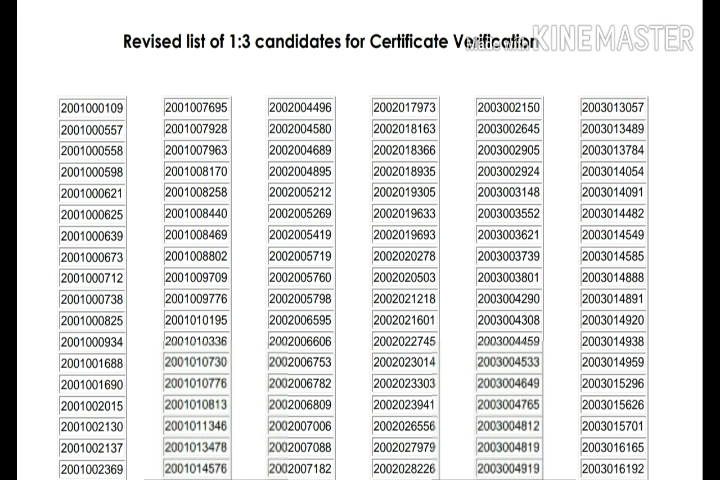 Revised list of 1:3 candidates for Certificate Verification
KINEMASTER
2001000109 2001007695 2002004496 2002017973 2003002150 2003013057
2001000557 2001007928 2002004580 2002018163 2003002645 2003013489
2001000558 2001007963 2002004689 2002018366 2003002905 2003013784
2001000598 2001008170 2002004895 2002018935 2003002924 2003014054
2001000621 2001008258 2002005212 2002019305 2003003148 2003014091
2001000625 2001008440 2002005269 2002019633 2003003552 2003014482
2001000639 2001008469 2002005419 2002019693 2003003621 2003014549
2001000673 2001008802 2002005719 2002020278 2003003739 2003014585
2001000712 2001009709 2002005760 2002020503 2003003801 2003014888
2001000738 2001009776 2002005798 2002021218 2003004290 2003014891
2001000825 2001010195 2002006595 2002021601 2003004308 2003014920
2001000934 2001010336 2002006606 2002022745 2003004459 2003014938
2001001688 2001010730 2002006753 2002023014 2003004533 2003014959
2001001690 2001010776 2002006782 2002023303 2003004649 2003015296
2001002015 2001010813 2002006809 2002023941 2003004765 2003015626
2001002130 2001011346 2002007006 2002026556 2003004812 2003015701
2001002137 2001013478 2002007088 2002027979 2003004819 2003016165
2001002369 2001014576 2002007182 2002028226 2003004919 2003016192